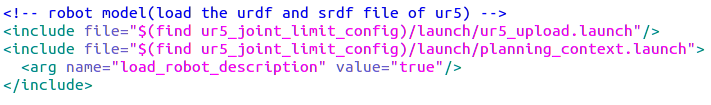 <!-- robot model(load the urdf and srdf file of ur5) -->
<include file="$(find ur5_joint_limit_config)/launch/ur5_upload.launch"/>
<include file="$(find ur5_joint_limit_config)/launch/planning_context.launch">
  <arg name="load_robot_description" value="true"/>
</include>